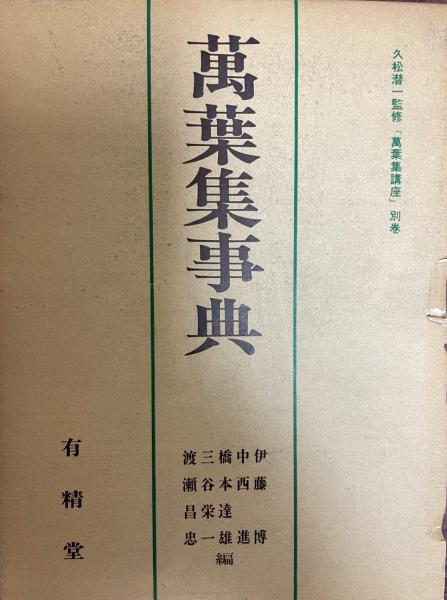 久松潜一監修「萬葉集講座」別巻
萬葉集事典
伊藤博
中西進
橋本達雄
三谷栄一
渡瀬昌忠
編
有精堂